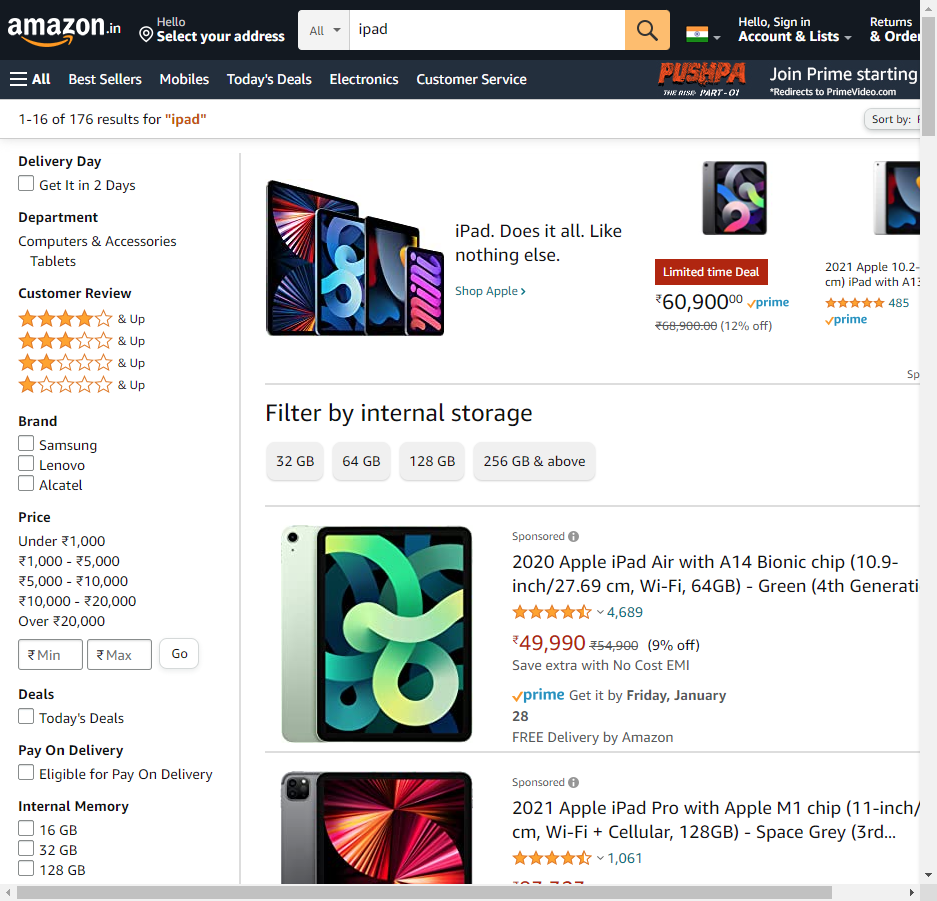 amazon.in
Hello
Select your address
All
ipad
Hello, Sign in
Account & Lists
Returns
& Order
All
Best Sellers
Mobiles
Today's Deals
Electronics
Customer Service
PUSHPA
THE RISE PART-01
Join Prime starting
*Redirects to PrimeVideo.com
1-16 of 176 results for "ipad"
Sort by:
Delivery Day
Get It in 2 Days
Department
Computers & Accessories
Tablets
Customer Review
& Up
& Up
& Up
& Up
Brand
Samsung
Lenovo
Alcatel
Price
Under ₹1,000
₹1,000 - ₹5,000
₹5,000 - ₹10,000
₹10,000 - ₹20,000
Over ₹20,000
₹ Min
₹ Max
Go
Deals
Today's Deals
Pay On Delivery
Eligible for Pay On Delivery
Internal Memory
16 GB
32 GB
128 GB
iPad. Does it all. Like
nothing else.
Shop Apple ›
Limited time Deal
₹60,90000 prime
₹68,900.00 (12% off)
2021 Apple 10.2-
cm) iPad with A13
485
prime
Sp
Filter by internal storage
32 GB
64 GB
128 GB
256 GB & above
Sponsored
2020 Apple iPad Air with A14 Bionic chip (10.9-
inch/27.69 cm, Wi-Fi, 64GB) - Green (4th Generati
4,689
₹49,990 ₹54,900 (9% off)
Save extra with No Cost EMI
prime Get it by Friday, January
28
FREE Delivery by Amazon
Sponsored
2021 Apple iPad Pro with Apple M1 chip (11-inch/
cm, Wi-Fi + Cellular, 128GB) - Space Grey (3rd...
1,061